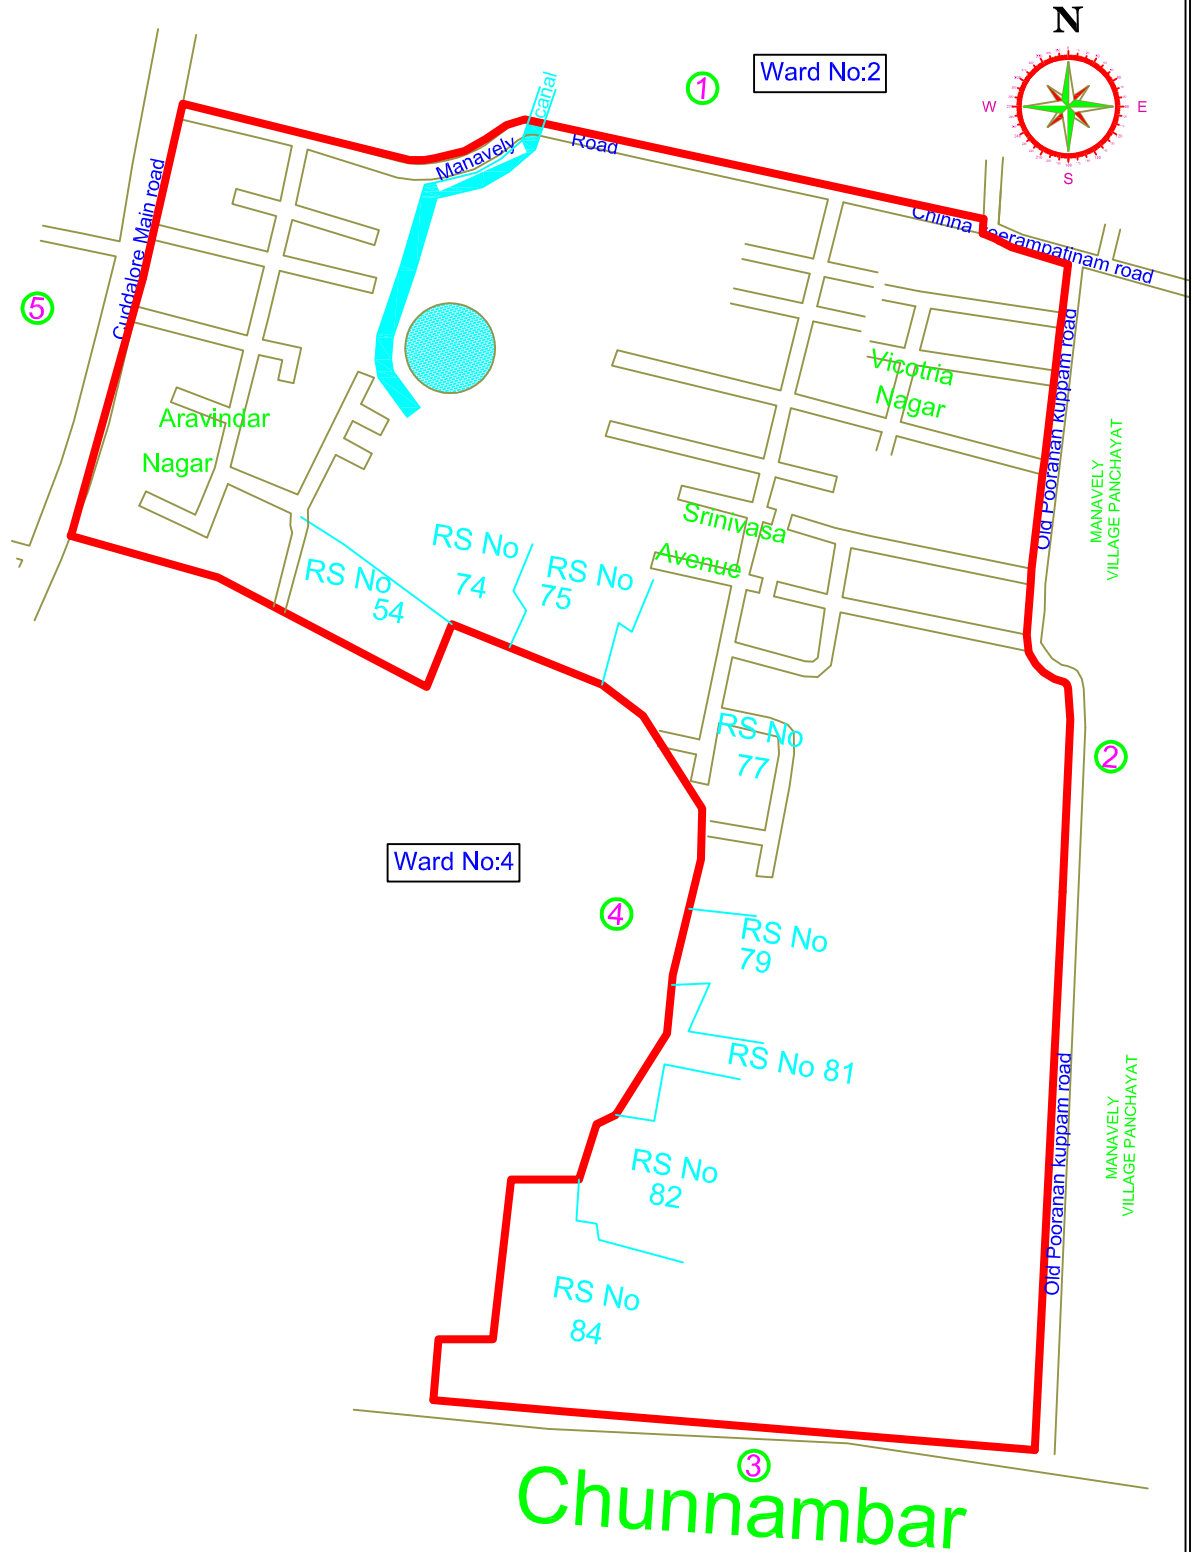 N
Ward No:2
1
canal
W
E
S
Manavely
Road
Chinna
eerampatinam road
Cuddalore Main road
5
Old Pooranan kuppam road
Vicotria
Nagar
Aravindar
Nagar
MANAVELY
VILLAGE PANCHAYAT
Srinivasa
Avenue
RS No
74
RS No
75
RS No
54
RS No
77
2
Ward No:4
4
RS No
79
RS No 81
Old Pooranan kuppam road
MANAVELY
VILLAGE PANCHAYAT
RS No
82
RS No
84
3
Chunnambar